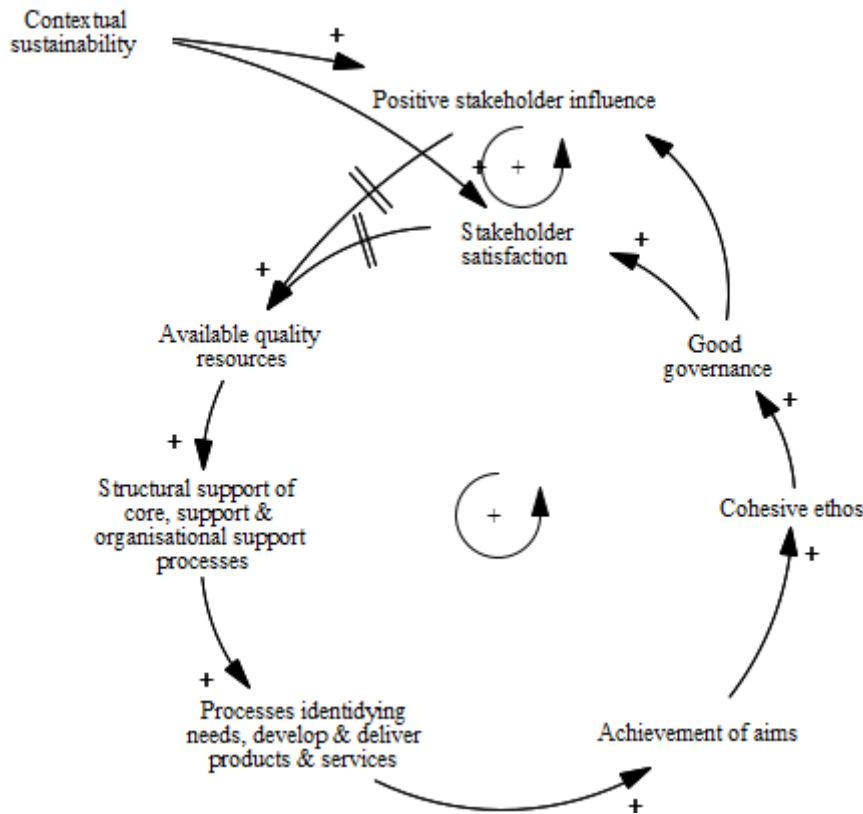 Contextual
sustainability
+
Positive stakeholder influence
+
+
Stakeholder
satisfaction
+
+
Available quality
resources
Good
governance
+
+
Structural support of
core, support &
organisational support
processes
+
Cohesive ethos
+
+
Processes identidying
needs, develop & deliver
products & services
Achievement of aims
+